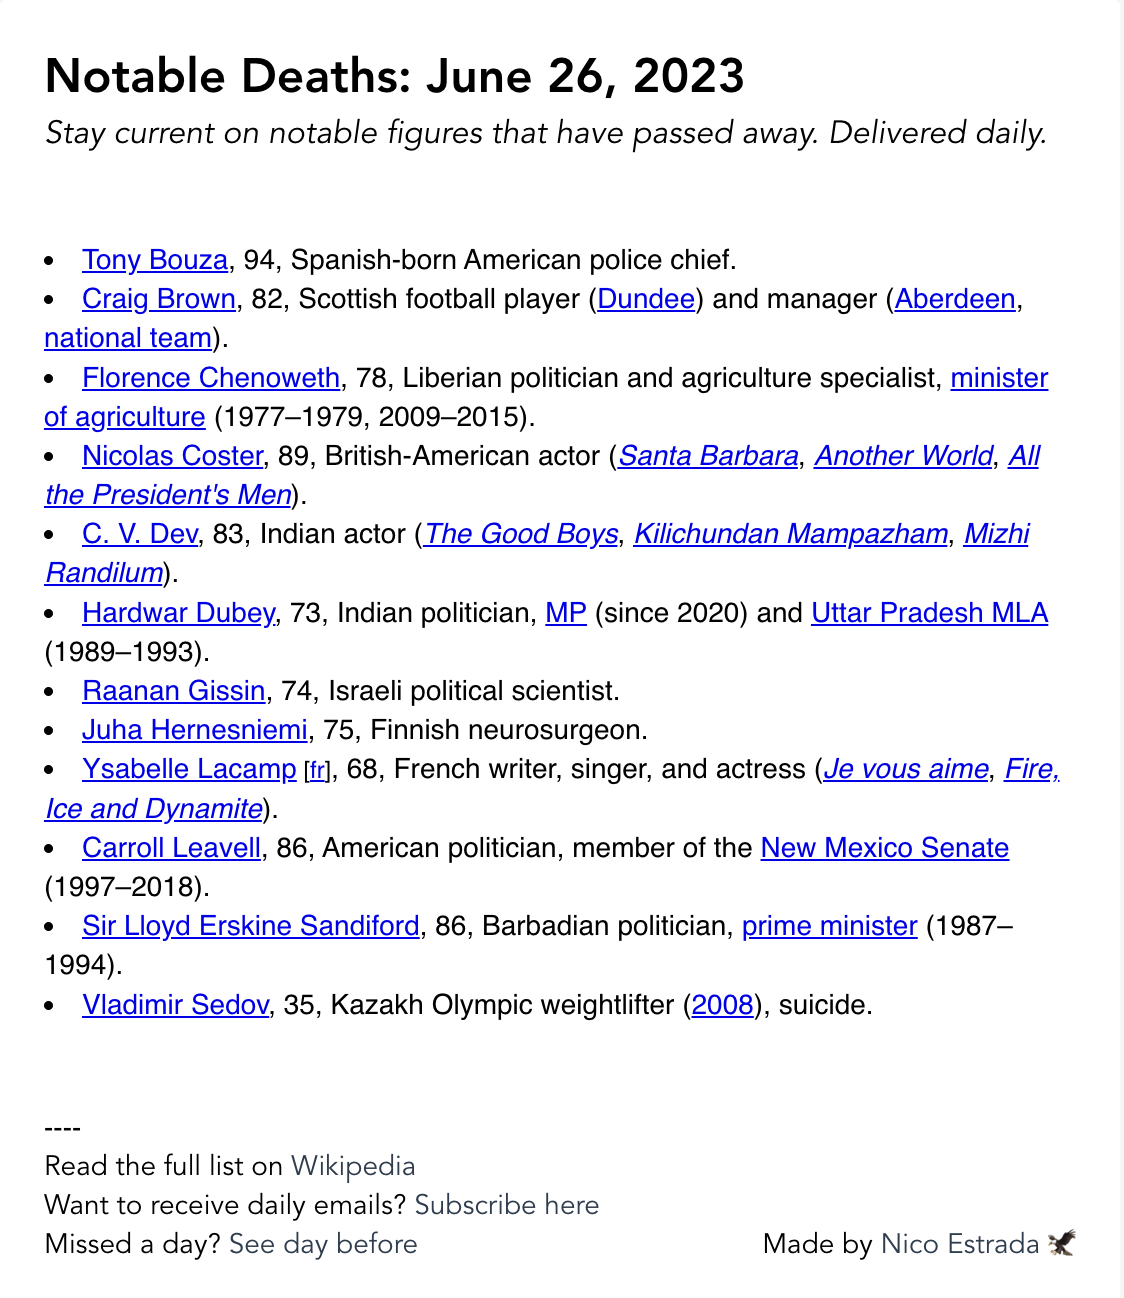 Notable Deaths: June 26, 2023
Stay current on notable figures that have passed away. Delivered daily.
• Tony Bouza, 94, Spanish-born American police chief.
• Craig Brown, 82, Scottish football player (Dundee) and manager (Aberdeen,
national team).
• Florence Chenoweth, 78, Liberian politician and agriculture specialist, minister
of agriculture (1977–1979, 2009–2015).
• Nicolas Coster, 89, British-American actor (Santa Barbara, Another World, All
the President's Men).
• C. V. Dev, 83, Indian actor (The Good Boys, Kilichundan Mampazham, Mizhi
Randilum).
• Hardwar Dubey, 73, Indian politician, MP (since 2020) and Uttar Pradesh MLA
(1989–1993).
• Raanan Gissin, 74, Israeli political scientist.
• Juha Hernesniemi, 75, Finnish neurosurgeon.
• Ysabelle Lacamp [fr], 68, French writer, singer, and actress (Je vous aime, Fire,
Ice and Dynamite).
• Carroll Leavell, 86, American politician, member of the New Mexico Senate
(1997–2018).
• Sir Lloyd Erskine Sandiford, 86, Barbadian politician, prime minister (1987–
1994).
• Vladimir Sedov, 35, Kazakh Olympic weightlifter (2008), suicide.
----
Read the full list on Wikipedia
Want to receive daily emails? Subscribe here
Missed a day? See day before
Made by Nico Estrada